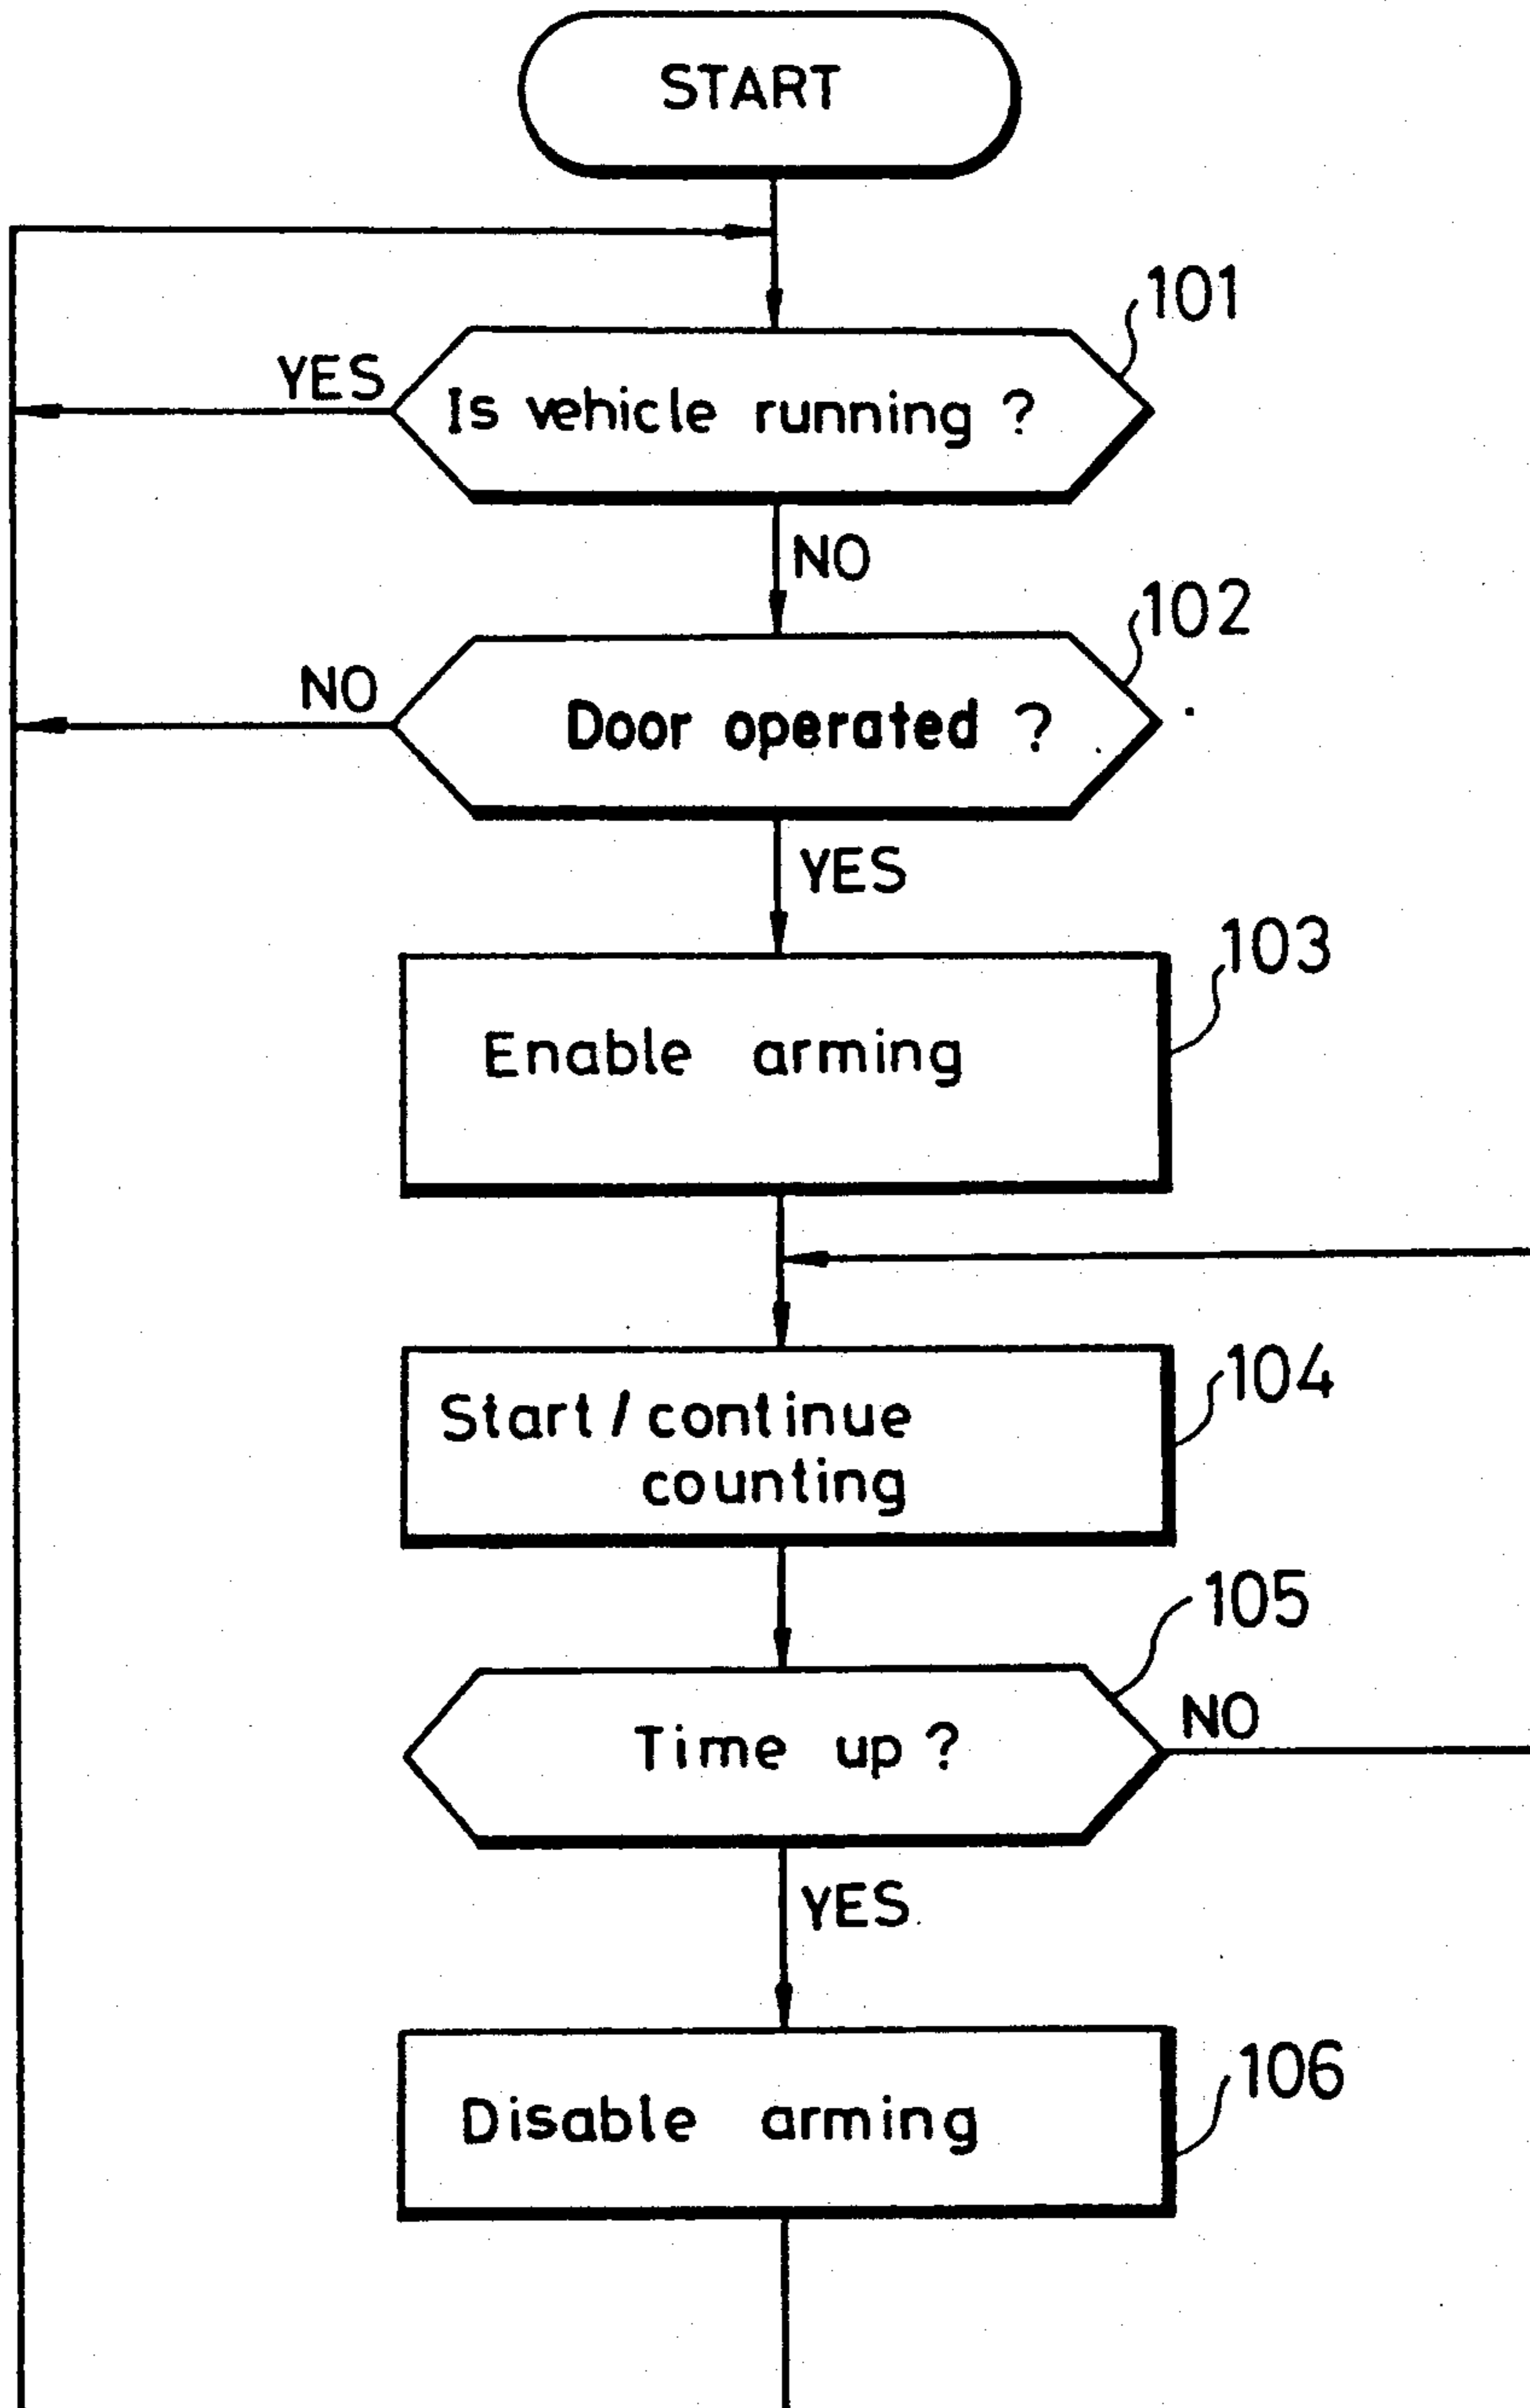 START
101
YES
Is vehicle running ?
NO
102
NO
Door operated ?
YES
103
Enable arming
104
Start / continue
counting
105
Time up ?
NO
YES
106
Disable arming